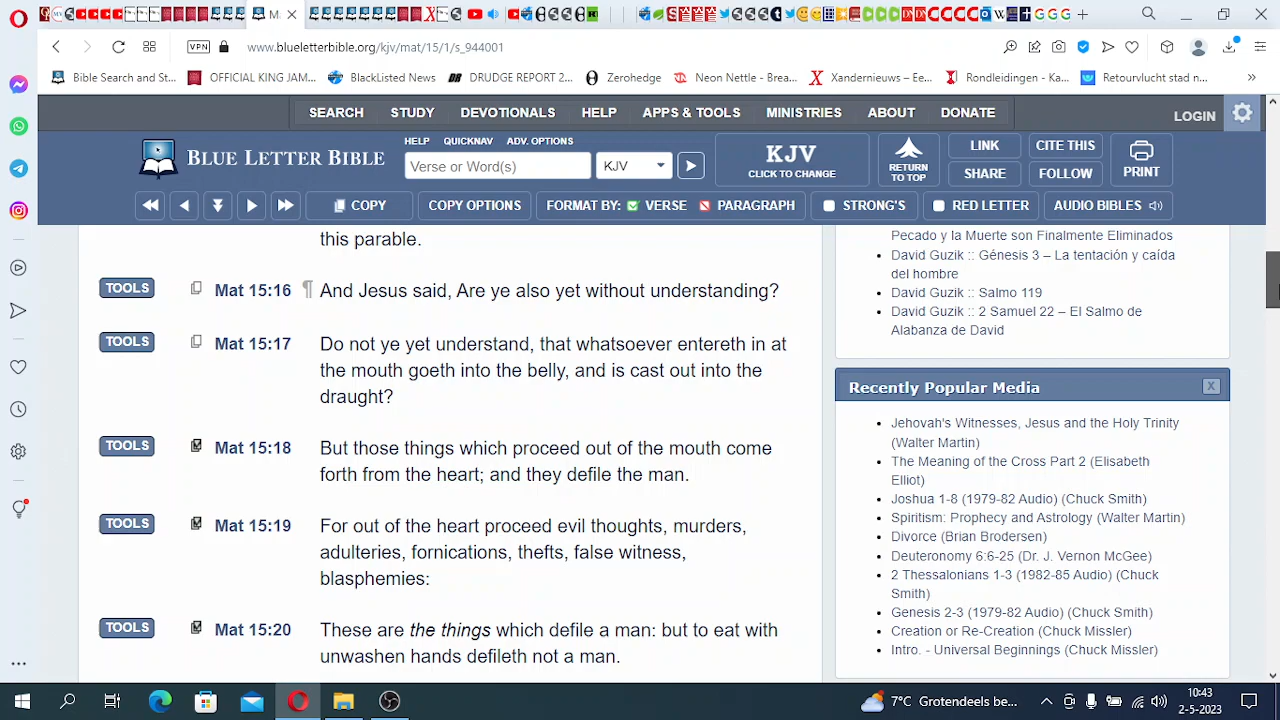 M
www.blueletterbible.org/kjv/mat/15/1/s_944001
VPN
Bible Search and St...
OFFICIAL KING JAM...
BlackListed News
DRUDGE REPORT 2...
Zerohedge
Neon Nettle - Brea...
Xandernieuws – Ee...
Rondleidingen - Ka...
Retourvlucht stad n...
SEARCH STUDY DEVOTIONALS HELP APPS & TOOLS MINISTRIES ABOUT DONATE
LOGIN
BLUE LETTER BIBLE
HELP QUICKNAV ADV. OPTIONS
Verse or Word(s)
KJV
KJV
CLICK TO CHANGE
RETURN
TO TOP
LINK
CITE THIS
SHARE
FOLLOW
PRINT
COPY
COPY OPTIONS
FORMAT BY: VERSE PARAGRAPH
STRONG'S
RED LETTER
AUDIO BIBLES
this parable.
TOOLS Mat 15:16 ¶ And Jesus said, Are ye also yet without understanding?
TOOLS Mat 15:17 Do not ye yet understand, that whatsoever entereth in at
the mouth goeth into the belly, and is cast out into the
draught?
TOOLS Mat 15:18 But those things which proceed out of the mouth come
forth from the heart; and they defile the man.
TOOLS Mat 15:19 For out of the heart proceed evil thoughts, murders,
adulteries, fornications, thefts, false witness,
blasphemies:
TOOLS Mat 15:20 These are the things which defile a man: but to eat with
unwashen hands defileth not a man.
Pecado y la Muerte son Finalmente Eliminados
David Guzik :: Génesis 3 – La tentación y caída
del hombre
David Guzik :: Salmo 119
David Guzik :: 2 Samuel 22 – El Salmo de
Alabanza de David
Recently Popular Media
X
Jehovah's Witnesses, Jesus and the Holy Trinity
(Walter Martin)
The Meaning of the Cross Part 2 (Elisabeth
Elliot)
Joshua 1-8 (1979-82 Audio) (Chuck Smith)
Spiritism: Prophecy and Astrology (Walter Martin)
Divorce (Brian Brodersen)
Deuteronomy 6:6-25 (Dr. J. Vernon McGee)
2 Thessalonians 1-3 (1982-85 Audio) (Chuck
Smith)
Genesis 2-3 (1979-82 Audio) (Chuck Smith)
Creation or Re-Creation (Chuck Missler)
Intro. - Universal Beginnings (Chuck Missler)
7°C Grotendeels be...
10:43
2-5-2023